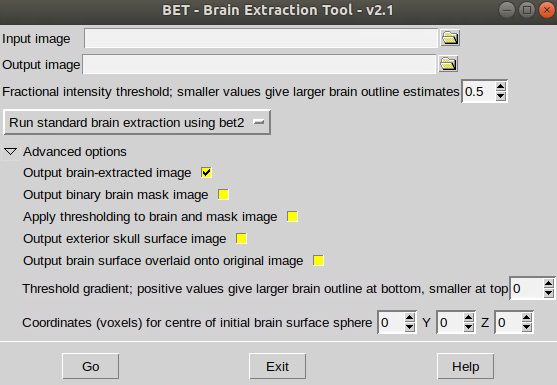 BET - Brain Extraction Tool - v2.1
Input image
Output image
Fractional intensity threshold; smaller values give larger brain outline estimates 0.5
Run standard brain extraction using bet2
Advanced options
Output brain-extracted image
Output binary brain mask image
Apply thresholding to brain and mask image
Output exterior skull surface image
Output brain surface overlaid onto original image
Threshold gradient; positive values give larger brain outline at bottom, smaller at top 0
Coordinates (voxels) for centre of initial brain surface sphere 0 Y 0 Z 0
Go Exit Help